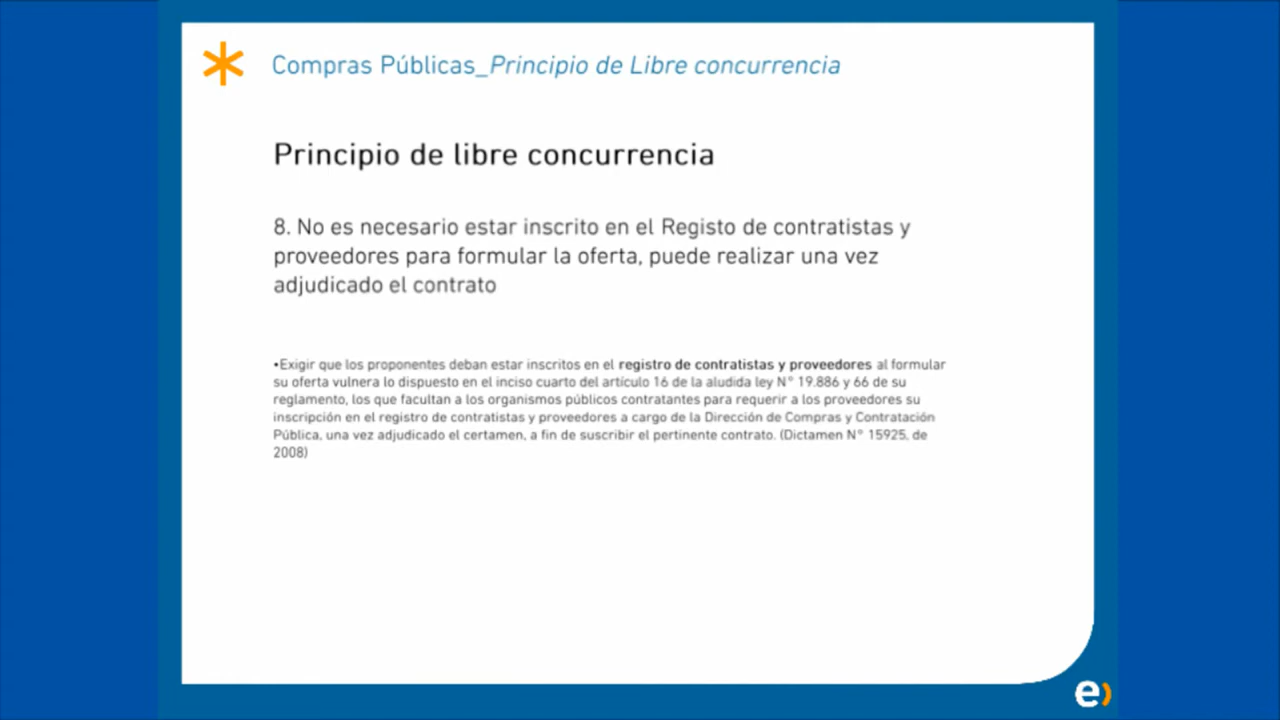 Compras Públicas_Principio de Libre concurrencia
Principio de libre concurrencia
8. No es necesario estar inscrito en el Registo de contratistas y
proveedores para formular la oferta, puede realizar una vez
adjudicado el contrato
•Exigir que los proponentes deban estar inscritos en el registro de contratistas y proveedores al formular
su oferta vulnera lo dispuesto en el inciso cuarto del artículo 16 de la aludida ley N° 19.886 y 66 de su
reglamento, los que facultan a los organismos públicos contratantes para requerir a los proveedores su
inscripción en el registro de contratistas y proveedores a cargo de la Dirección de Compras y Contratación
Pública, una vez adjudicado el certamen, a fin de suscribir el pertinente contrato. (Dictamen N° 15925, de
2008)
e)